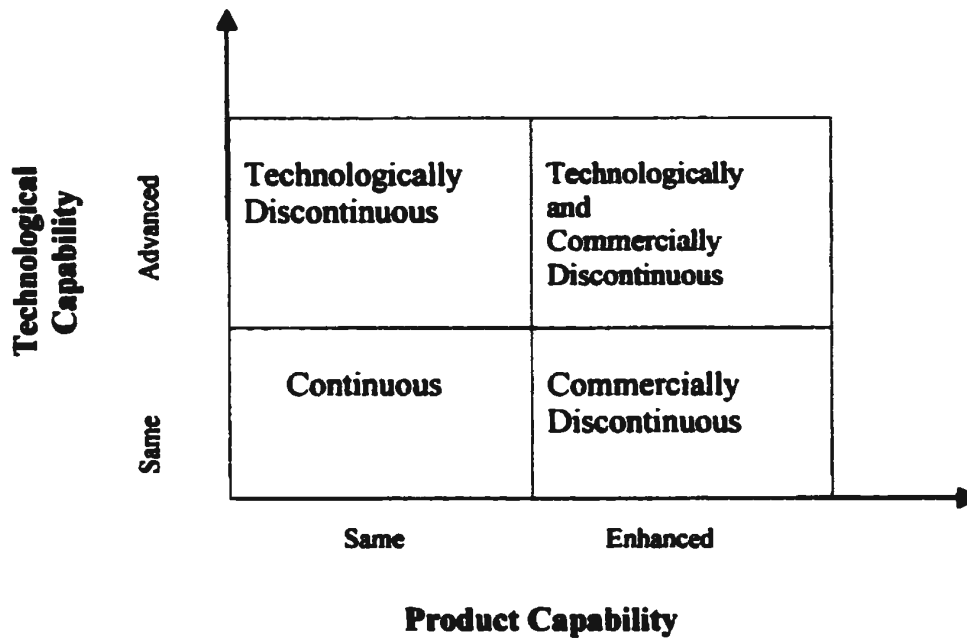 Technological
Capability
Advanced
Same
Technologically
Discontinuous
Technologically
and
Commercially
Discontinuous
Continuous
Commercially
Discontinuous
Same
Enhanced
Product Capability